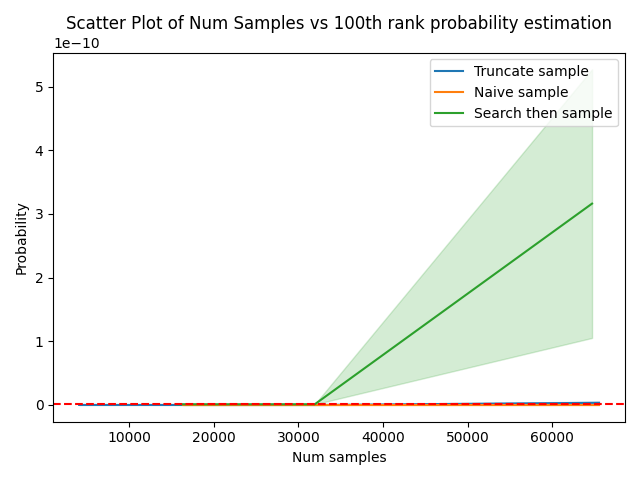 Scatter Plot of Num Samples vs 100th rank probability estimation
1e−10
Truncate sample
Naive sample
Search then sample
5
4
3
2
1
0
Probability
10000 20000 30000 40000 50000 60000
Num samples